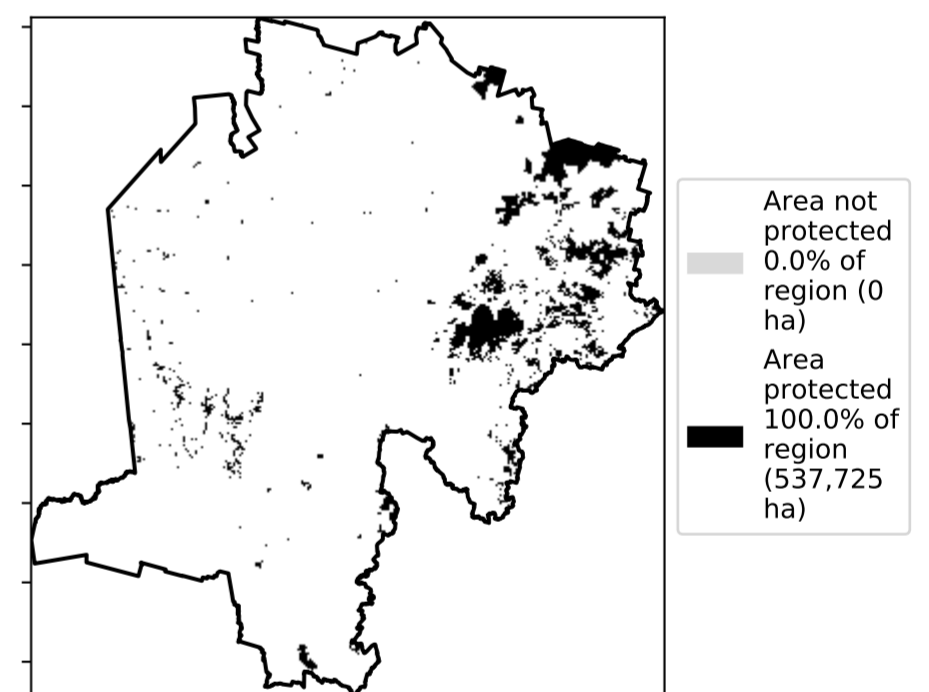 Area not
protected
0.0% of
region (0
ha)
Area
protected
100.0% of
region
(537,725
ha)